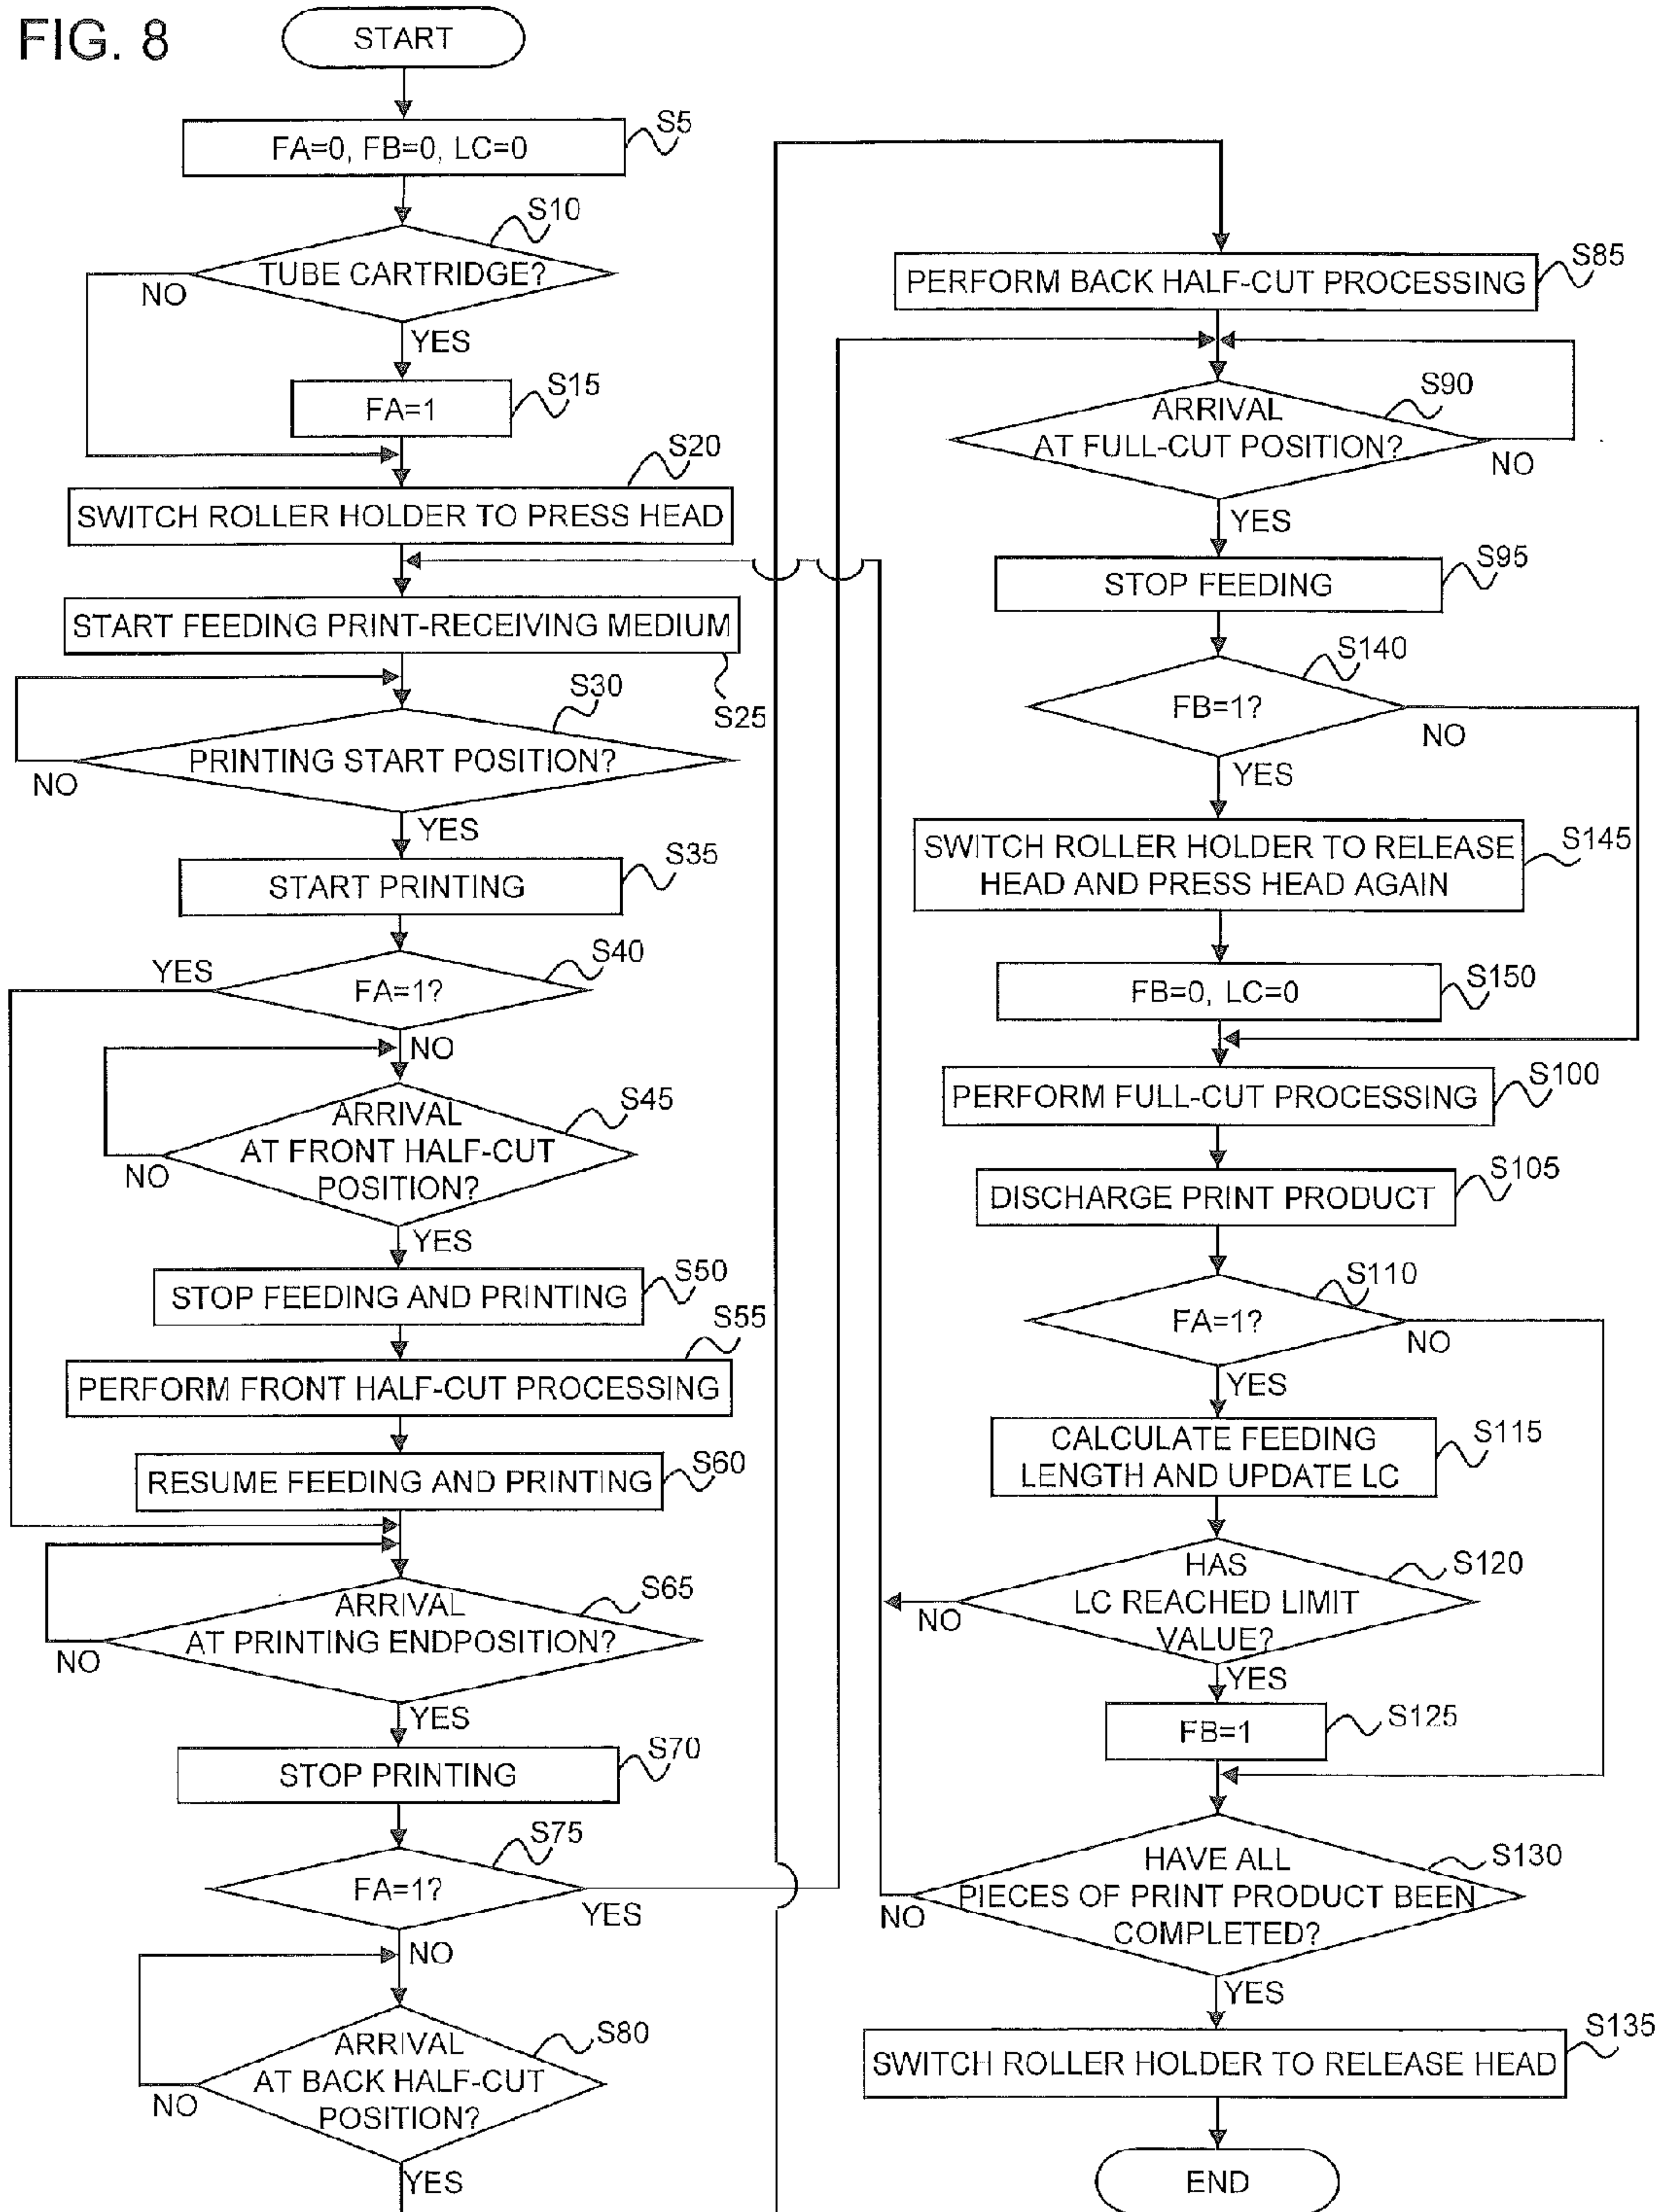 FIG. 8
START
FA=0, FB=0, LC=0
S5
S10
TUBE CARTRIDGE?
NO
YES
S15
FA=1
S20
SWITCH ROLLER HOLDER TO PRESS HEAD
START FEEDING PRINT-RECEIVING MEDIUM
S25
S30
PRINTING START POSITION?
NO
YES
S35
START PRINTING
S40
YES
FA=1?
NO
S45
ARRIVAL
AT FRONT HALF-CUT
POSITION?
NO
YES
S50
STOP FEEDING AND PRINTING
S55
PERFORM FRONT HALF-CUT PROCESSING
RESUME FEEDING AND PRINTING
S60
S65
ARRIVAL
AT PRINTING ENDPOSITION?
NO
YES
S70
STOP PRINTING
S75
FA=1?
YES
NO
S80
ARRIVAL
AT BACK HALF-CUT
POSITION?
NO
YES
S85
PERFORM BACK HALF-CUT PROCESSING
S90
ARRIVAL
AT FULL-CUT POSITION?
NO
YES
S95
STOP FEEDING
S140
FB=1?
NO
YES
SWITCH ROLLER HOLDER TO RELEASE
HEAD AND PRESS HEAD AGAIN
S145
FB=0, LC=0
S150
PERFORM FULL-CUT PROCESSING
S100
DISCHARGE PRINT PRODUCT
S105
S110
FA=1?
NO
YES
CALCULATE FEEDING
LENGTH AND UPDATE LC
S115
HAS
LC REACHED LIMIT
VALUE?
S120
NO
YES
FB=1
S125
HAVE ALL
PIECES OF PRINT PRODUCT BEEN
COMPLETED?
S130
NO
YES
S135
SWITCH ROLLER HOLDER TO RELEASE HEAD
END